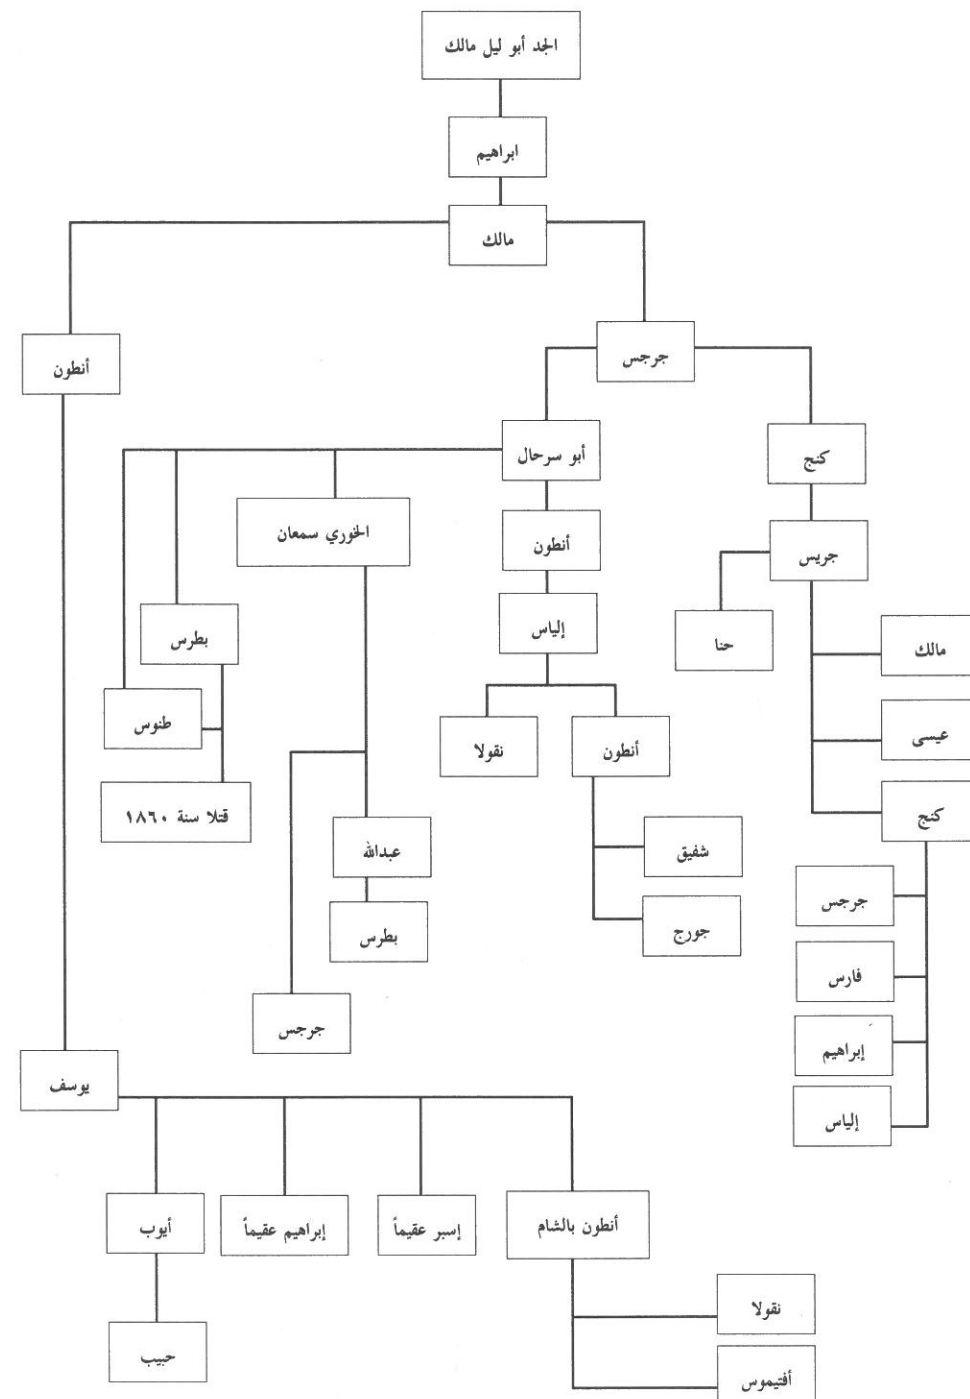 الجد أبو ليل مالك
ابراهيم
مالك
جرجس
أنطون
أبو سرحال
كنج
الخوري سمعان
أنطون
جريس
إلياس
بطرس
حنا
مالك
طنوس
نقولا
أنطون
عيسى
قتلا سنة ١٨٦٠
كنج
عبدالله
شفيق
جرجس
بطرس
جورج
فارس
جرجس
إبراهيم
يوسف
إلياس
أنطون بالشام
إسبر عقيماً
إبراهيم عقيماً
أيوب
نقولا
حبيب
أفتيموس